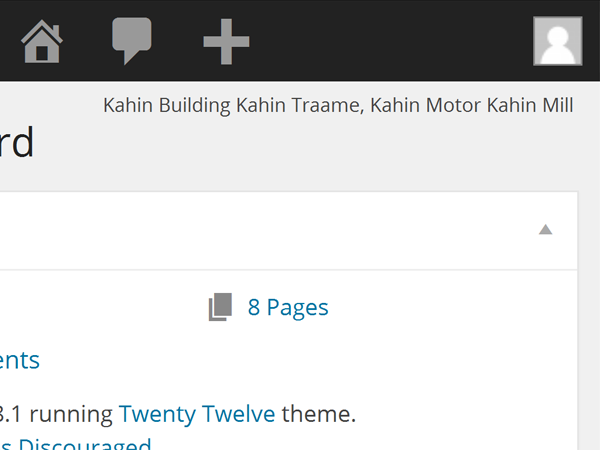 Kahin Building Kahin Traame, Kahin Motor Kahin Mill
rd
8 Pages
ents
3.1 running Twenty Twelve theme.
s Discouraged